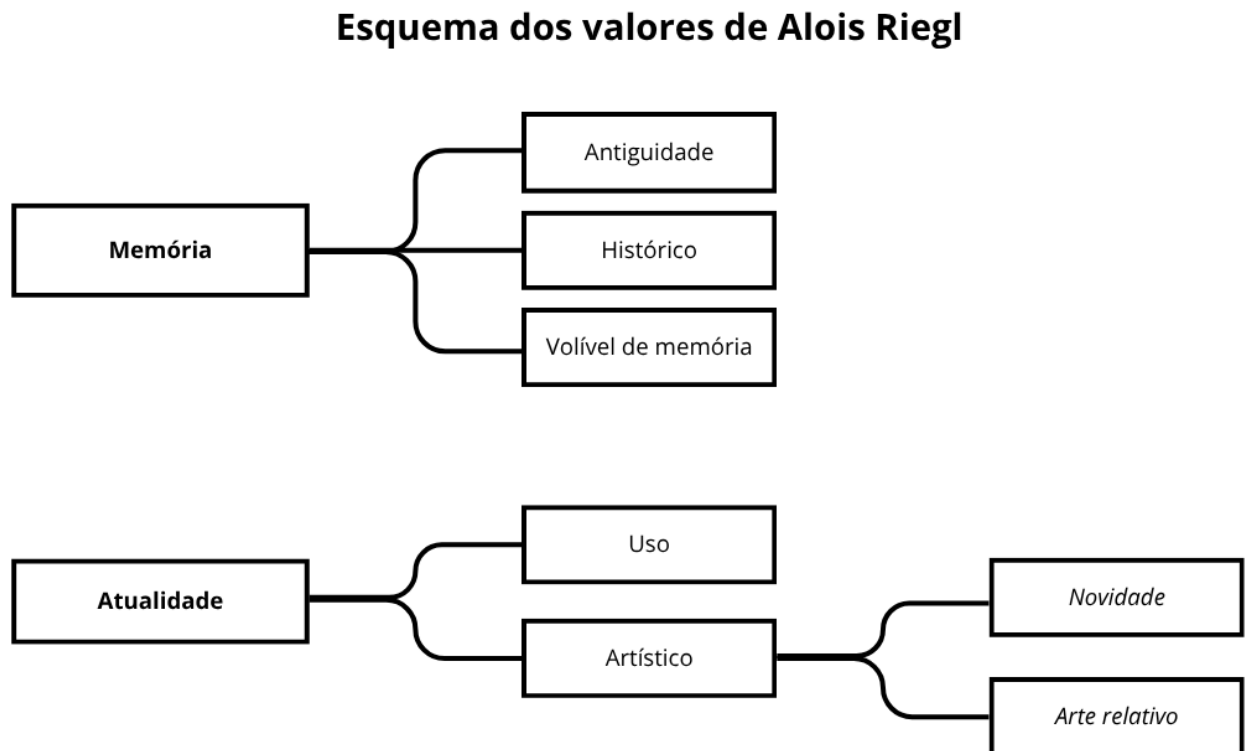 Esquema dos valores de Alois Riegl
Antiguidade
Memória
Histórico
Volível de memória
Uso
Atualidade
Novidade
Artístico
Arte relativo